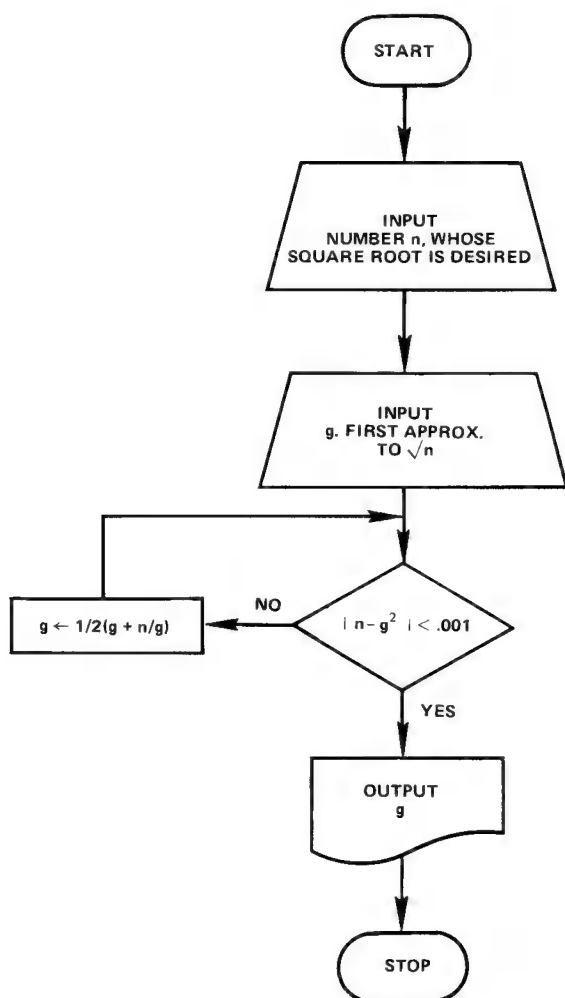 START
INPUT
NUMBER n, WHOSE
SQUARE ROOT IS DESIRED
INPUT
g. FIRST APPROX.
TO √n
NO
g ← 1/2(g + n/g)
| n – g² | < .001
YES
OUTPUT
g
STOP